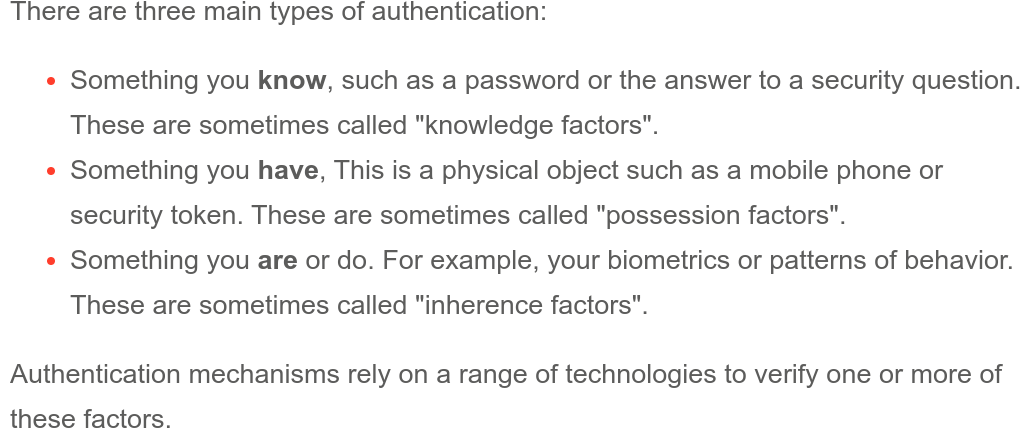 There are three main types of authentication:
Something you know, such as a password or the answer to a security question.
These are sometimes called "knowledge factors".
Something you have, This is a physical object such as a mobile phone or
security token. These are sometimes called "possession factors".
Something you are or do. For example, your biometrics or patterns of behavior.
These are sometimes called "inherence factors".
Authentication mechanisms rely on a range of technologies to verify one or more of
these factors.